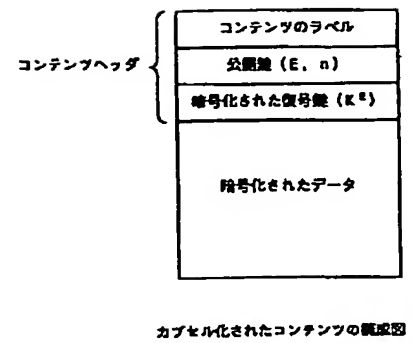 コンテンツのラベル
コンテンツヘッダ
公開鍵（E，n）
暗号化された復号鍵（K^E）
暗号化されたデータ
カプセル化されたコンテンツの構成図